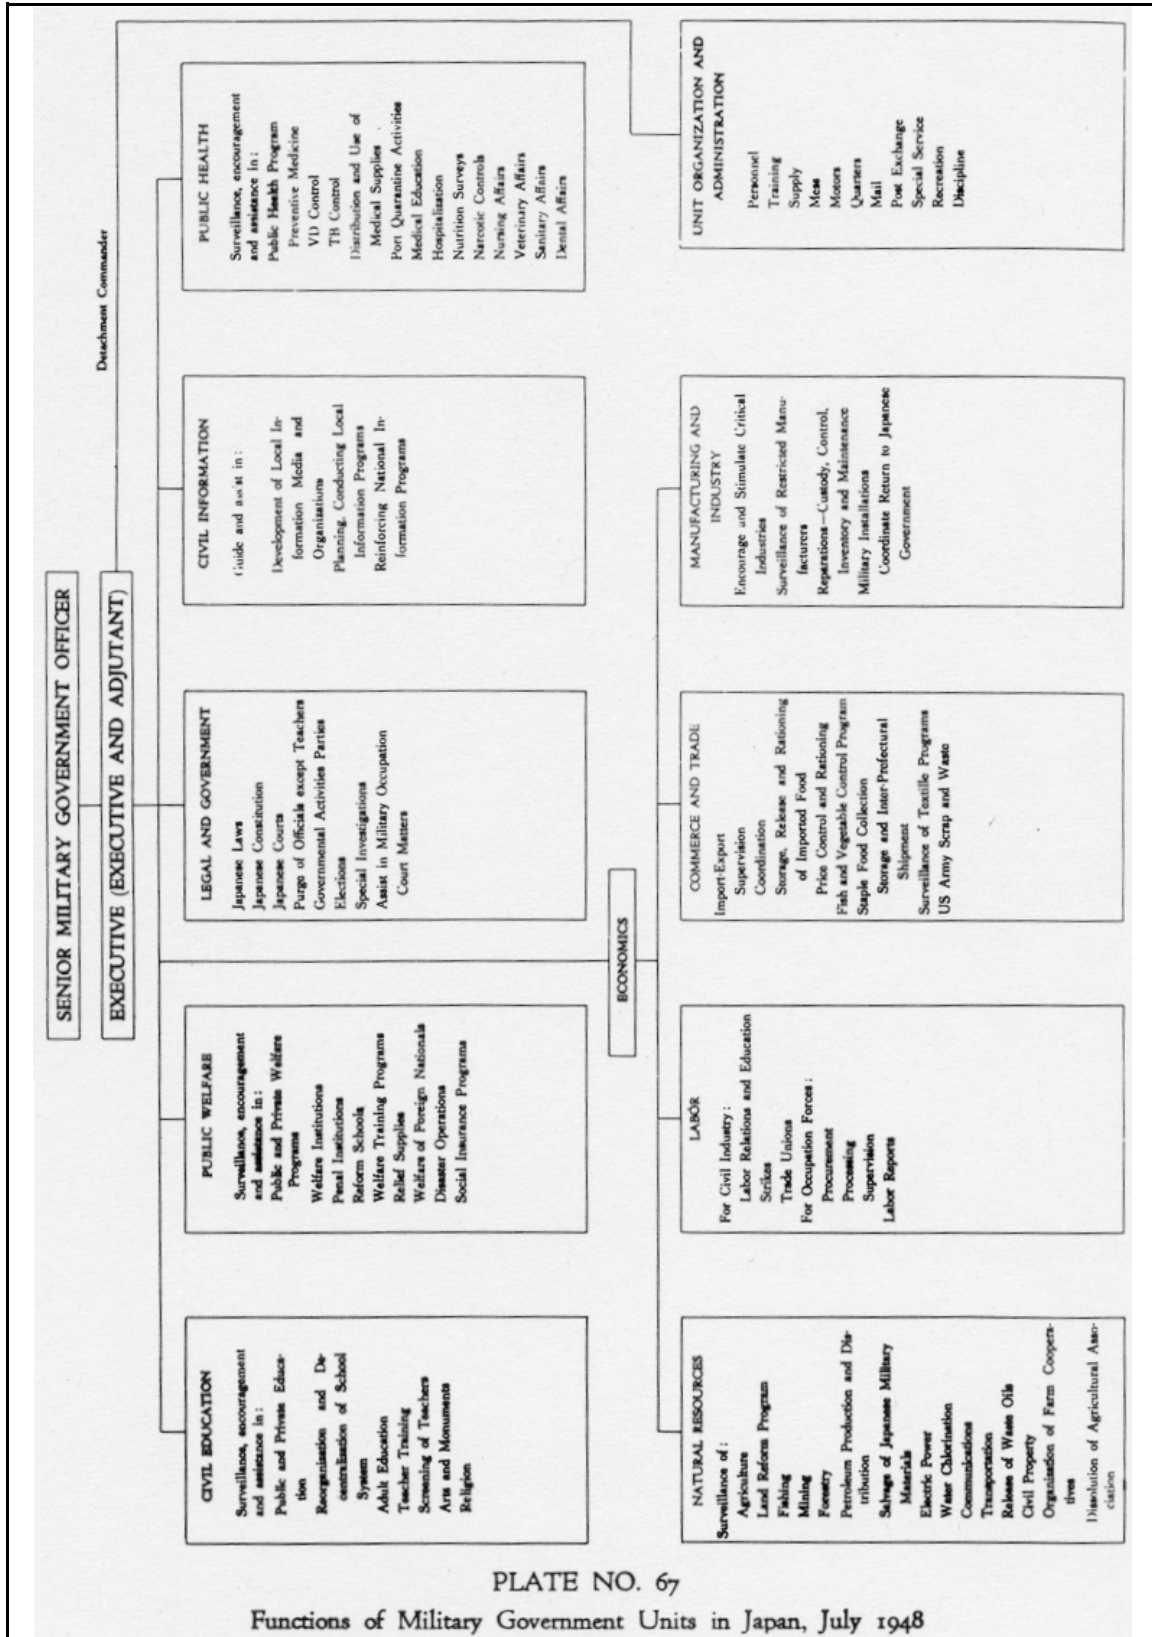 SENIOR MILITARY GOVERNMENT OFFICER
EXECUTIVE (EXECUTIVE AND ADJUTANT)
Detachment Commander
CIVIL EDUCATION
Surveillance, encouragement
and assistance in:
Public and Private Educa-
tion
Reorganisation and De-
centralisation of School
System
Adult Education
Teacher Training
Screening of Teachers
Arts and Monuments
Religion
PUBLIC WELFARE
Surveillance, encouragement
and assistance in:
Public and Private Welfare
Programs
Welfare Institutions
Penal Institutions
Reform Schools
Welfare Training Programs
Relief Supplies
Welfare of Foreign Nationals
Disaster Operations
Social Insurance Programs
LEGAL AND GOVERNMENT
Japanese Laws
Japanese Constitution
Japanese Courts
Purge of Officials except Teachers
Governmental Activities Parties
Elections
Special Investigations
Assist in Military Occupation
Court Matters
CIVIL INFORMATION
Guide and assist in:
Development of Local In-
formation Media and
Organizations
Planning, Conducting Local
Information Programs
Reinforcing National In-
formation Programs
PUBLIC HEALTH
Surveillance, encouragement
and assistance in:
Public Health Program
Preventive Medicine
VD Control
TB Control
Distribution and Use of
Medical Supplies
Port Quarantine Activities
Medical Education
Hospitalization
Nutrition Surveys
Narcotic Controls
Nursing Affairs
Veterinary Affairs
Sanitary Affairs
Dental Affairs
ECONOMICS
NATURAL RESOURCES
Surveillance of:
Agriculture
Land Reform Program
Fishing
Mining
Forestry
Petroleum Production and Dis-
tribution
Salvage of Japanese Military
Materials
Electric Power
Water Chlorination
Communications
Transportation
Release of Waste Oils
Civil Property
Organisation of Farm Coopera-
tives
Dissolution of Agricultural Asso-
ciation
LABOR
For Civil Industry:
Labor Relations and Education
Strikes
Trade Unions
For Occupation Forces:
Procurement
Processing
Supervision
Labor Reports
COMMERCE AND TRADE
Import-Export
Supervision
Coordination
Storage, Release and Rationing
of Imported Food
Price Control and Rationing
Fish and Vegetable Control Program
Staple Food Collection
Storage and Inter-Prefectural
Shipment
Surveillance of Textille Programs
US Army Scrap and Waste
MANUFACTURING AND
INDUSTRY
Encourage and Stimulate Critical
Industries
Surveillance of Restricted Manu-
facturers
Reparations—Custody, Control,
Inventory and Maintenance
Military Installations
Coordinate Return to Japanese
Government
UNIT ORGANIZATION AND
ADMINISTRATION
Personnel
Training
Supply
Mess
Motors
Quarters
Mail
Post Exchange
Special Service
Recreation
Discipline
PLATE NO. 67
Functions of Military Government Units in Japan, July 1948